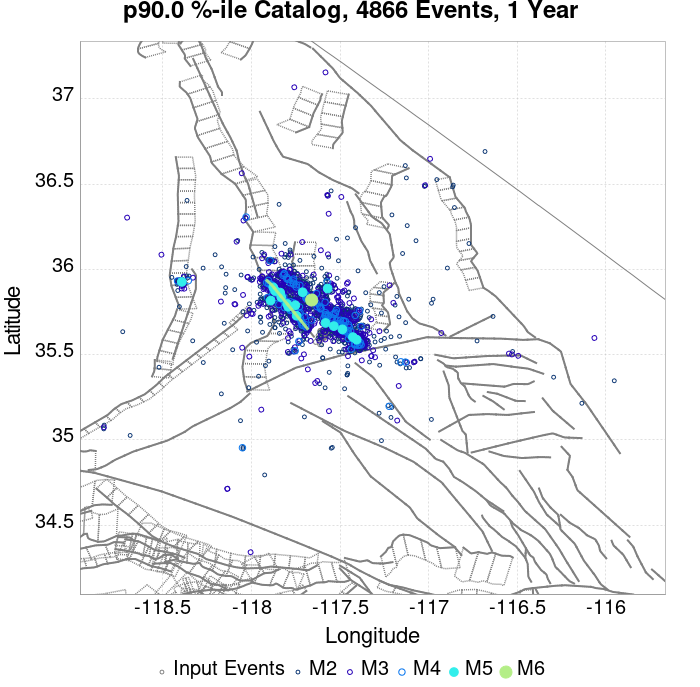 p90.0 %-ile Catalog, 4866 Events, 1 Year
37
36.5
36
35.5
35
34.5
Latitude
-118.5
-118
-117.5
-117
-116.5
-116
Longitude
Input Events
M2
M3
M4
M5
M6